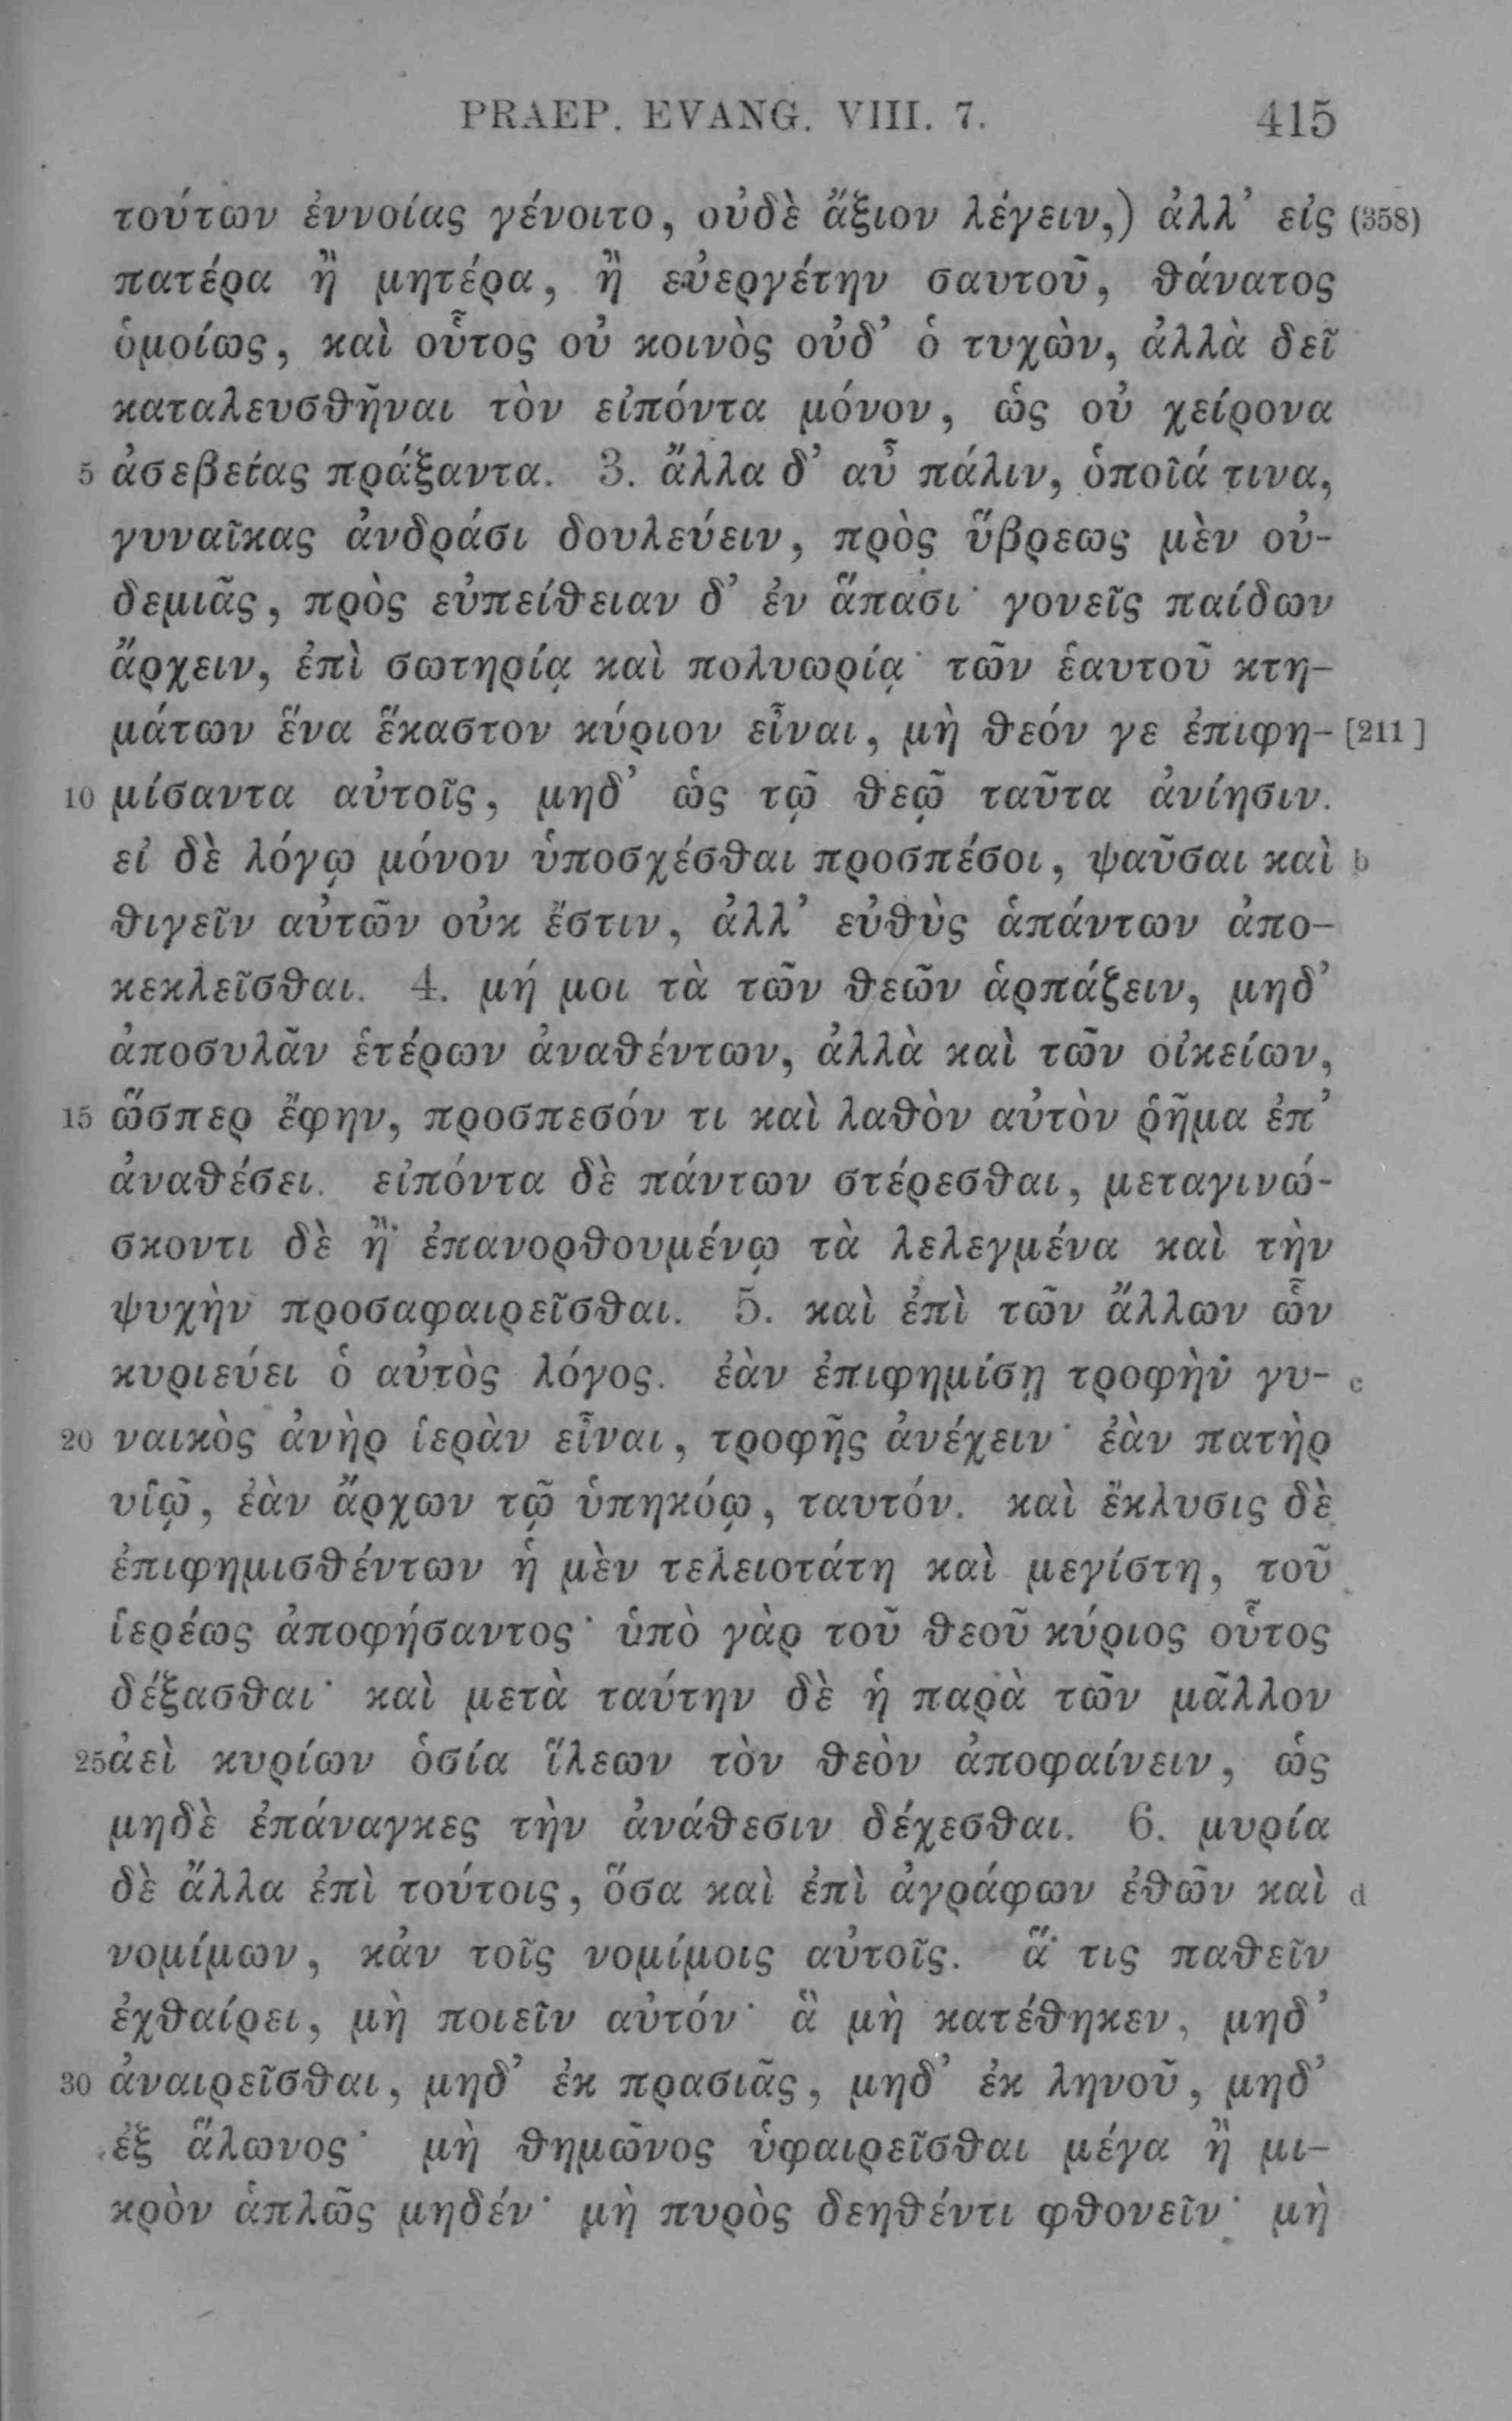 PRAEP. EVANG. VIII. 7. 415
τούτων ἐννοίας γένοιτο, οὐδὲ ἄξιον λέγειν,) ἀλλ’ εἰς (358)
πατέρα ἢ μητέρα, ἢ εὐεργέτην σαυτοῦ, θάνατος
ὁμοίως, καὶ οὗτος οὐ κοινὸς οὐδ’ ὁ τυχὼν, ἀλλὰ δεῖ
καταλευσθῆναι τὸν εἰπόντα μόνον, ὡς οὐ χείρονα
5 ἀσεβείας πράξαντα. 3. ἄλλα δ’ αὖ πάλιν, ὁποῖά τινα,
γυναῖκας ἀνδράσι δουλεύειν, πρὸς ὕβρεως μὲν οὐ-
δεμιᾶς, πρὸς εὐπείθειαν δ’ ἐν ἅπασι· γονεῖς παίδων
ἄρχειν, ἐπὶ σωτηρίᾳ καὶ πολυωρίᾳ· τῶν ἑαυτοῦ κτη-
μάτων ἕνα ἕκαστον κύριον εἶναι, μὴ θεόν γε ἐπιφη- [211]
10 μίσαντα αὐτοῖς, μηδ’ ὡς τῷ θεῷ ταῦτα ἀνίησιν.
εἰ δὲ λόγῳ μόνον ὑποσχέσθαι προσπέσοι, ψαῦσαι καὶ b
θιγεῖν αὐτῶν οὐκ ἔστιν, ἀλλ’ εὐθὺς ἁπάντων ἀπο-
κεκλεῖσθαι. 4. μή μοι τὰ τῶν θεῶν ἁρπάζειν, μηδ’
ἀποσυλᾶν ἑτέρων ἀναθέντων, ἀλλὰ καὶ τῶν οἰκείων,
15 ὥσπερ ἔφην, προσπεσόν τι καὶ λαθὸν αὐτὸν ῥῆμα ἐπ’
ἀναθέσει. εἰπόντα δὲ πάντων στέρεσθαι, μεταγινώ-
σκοντι δὲ ἢ ἐπανορθουμένῳ τὰ λελεγμένα καὶ τὴν
ψυχὴν προσαφαιρεῖσθαι. 5. καὶ ἐπὶ τῶν ἄλλων ὧν
κυριεύει ὁ αὐτὸς λόγος. ἐὰν ἐπιφημίσῃ τροφὴν γυ- c
20 ναικὸς ἀνὴρ ἱερὰν εἶναι, τροφῆς ἀνέχειν· ἐὰν πατὴρ
υἱῷ, ἐὰν ἄρχων τῷ ὑπηκόῳ, ταυτόν. καὶ ἔκλυσις δὲ
ἐπιφημισθέντων ἡ μὲν τελειοτάτη καὶ μεγίστη, τοῦ
ἱερέως ἀποφήσαντος· ὑπὸ γὰρ τοῦ θεοῦ κύριος οὗτος
δέξασθαι· καὶ μετὰ ταύτην δὲ ἡ παρὰ τῶν μᾶλλον
25 ἀεὶ κυρίων ὁσία ἵλεων τὸν θεὸν ἀποφαίνειν, ὡς
μηδὲ ἐπάναγκες τὴν ἀνάθεσιν δέχεσθαι. 6. μυρία
δὲ ἄλλα ἐπὶ τούτοις, ὅσα καὶ ἐπὶ ἀγράφων ἐθῶν καὶ d
νομίμων, κἀν τοῖς νομίμοις αὐτοῖς. ἅ τις παθεῖν
ἐχθαίρει, μὴ ποιεῖν αὐτόν· ἃ μὴ κατέθηκεν, μηδ’
30 ἀναιρεῖσθαι, μηδ’ ἐκ πρασιᾶς, μηδ’ ἐκ ληνοῦ, μηδ’
ἐξ ἅλωνος· μὴ θημῶνος ὑφαιρεῖσθαι μέγα ἢ μι-
κρὸν ἁπλῶς μηδέν· μὴ πυρὸς δεηθέντι φθονεῖν· μὴ